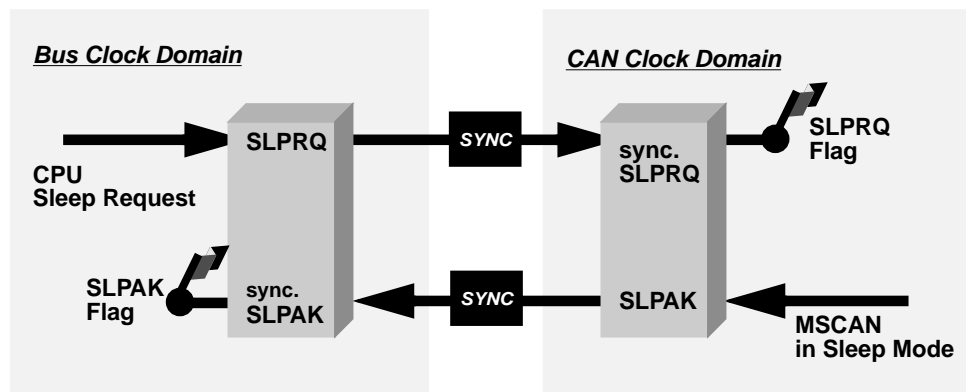 Bus Clock Domain
CPU
Sleep Request
SLPRQ
SLPAK
Flag
sync.
SLPAK
SYNC
SYNC
CAN Clock Domain
sync.
SLPRQ
SLPRQ
Flag
SLPAK
MSCAN
in Sleep Mode